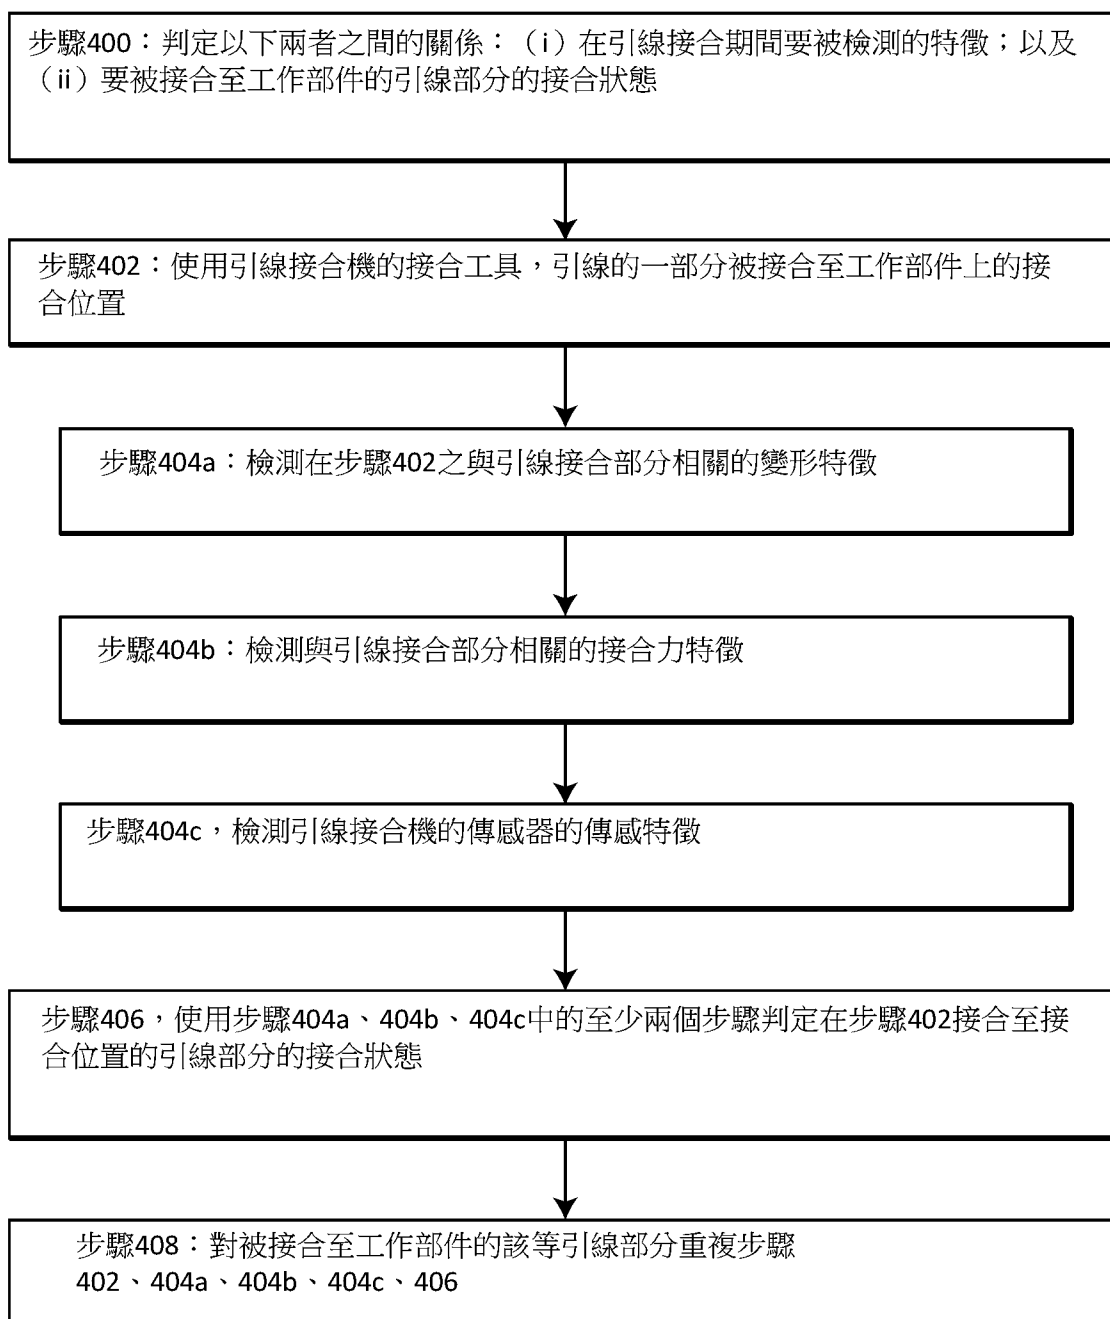 步驟400：判定以下兩者之間的關係：（i）在引線接合期間要被檢測的特徵；以及
（ii）要被接合至工作部件的引線部分的接合狀態
步驟402：使用引線接合機的接合工具，引線的一部分被接合至工作部件上的接
合位置
步驟404a：檢測在步驟402之與引線接合部分相關的變形特徵
步驟404b：檢測與引線接合部分相關的接合力特徵
步驟404c，檢測引線接合機的傳感器的傳感特徵
步驟406，使用步驟404a、404b、404c中的至少兩個步驟判定在步驟402接合至接
合位置的引線部分的接合狀態
步驟408：對被接合至工作部件的該等引線部分重複步驟
402、404a、404b、404c、406